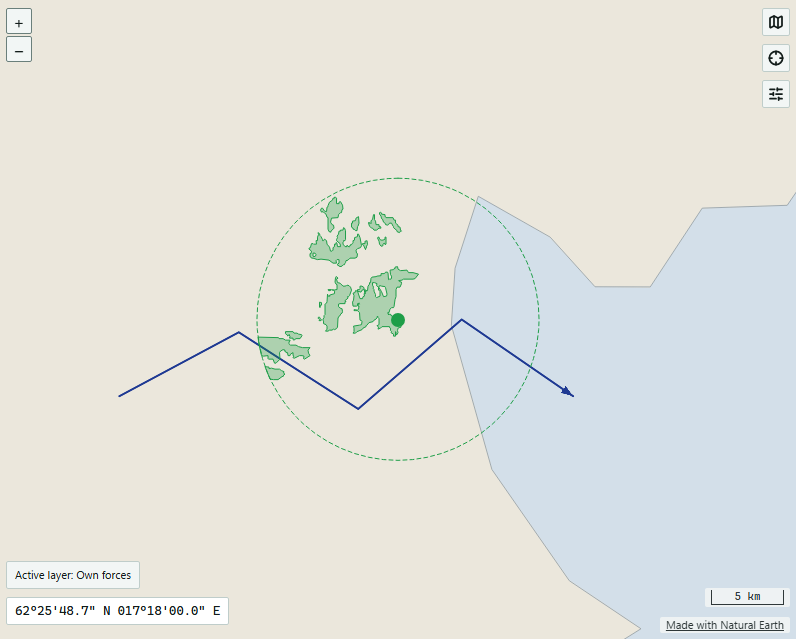 +
−
Active layer: Own forces
62°25'48.7" N 017°18'00.0" E
5 km
Made with Natural Earth